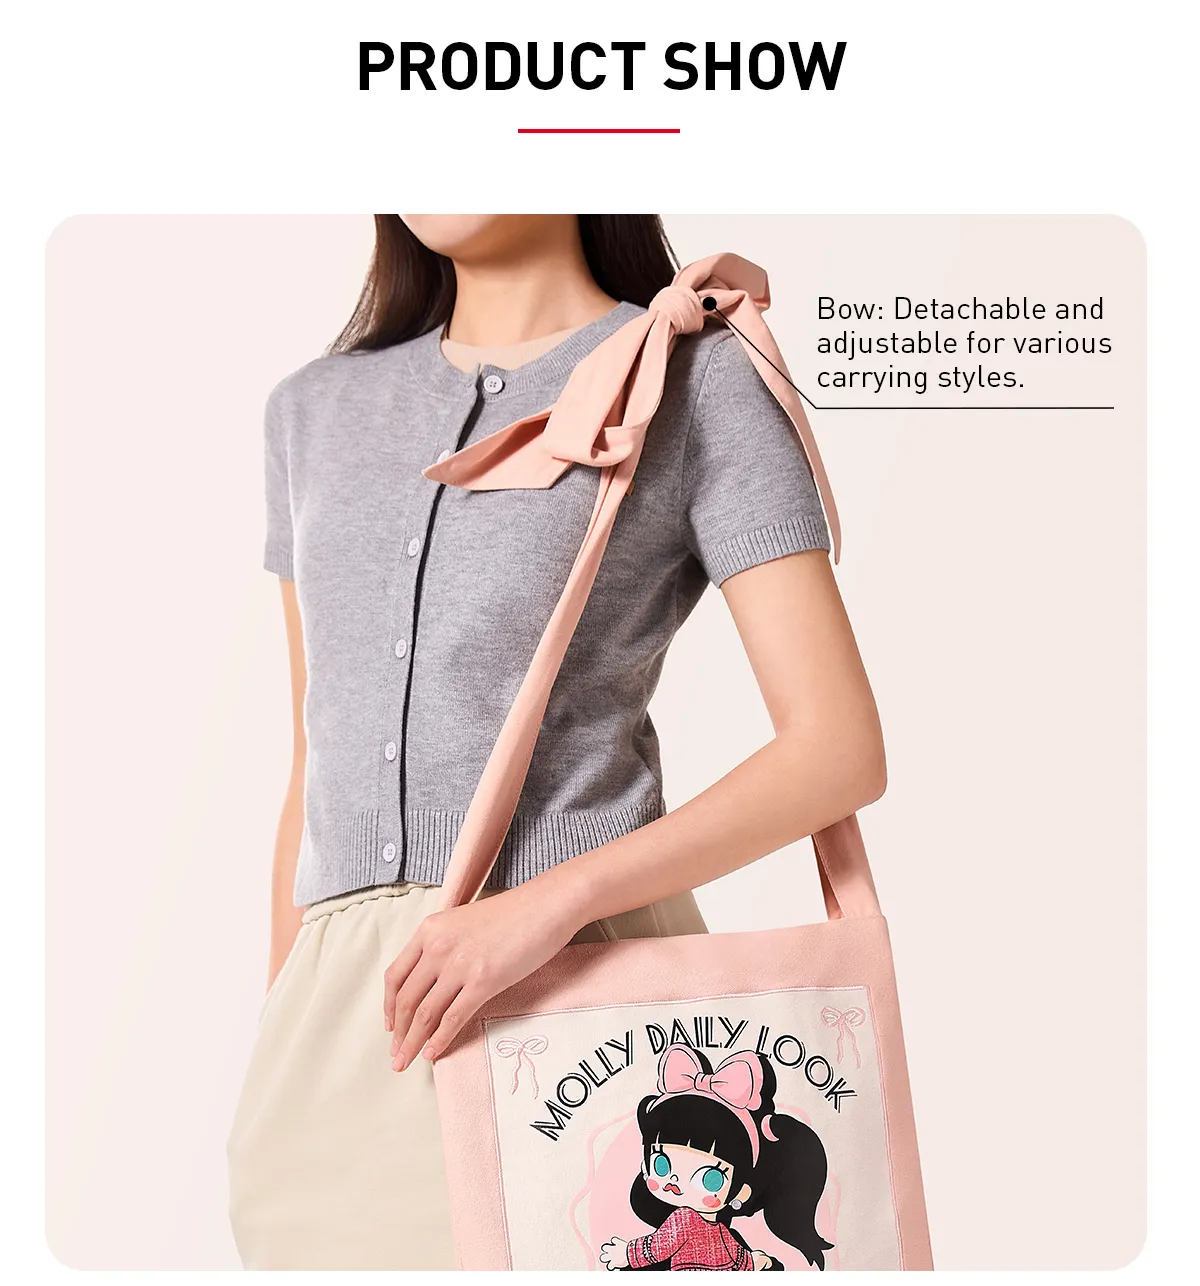 PRODUCT SHOW
Bow: Detachable and
adjustable for various
carrying styles.
MOLLY DAILY LOOK